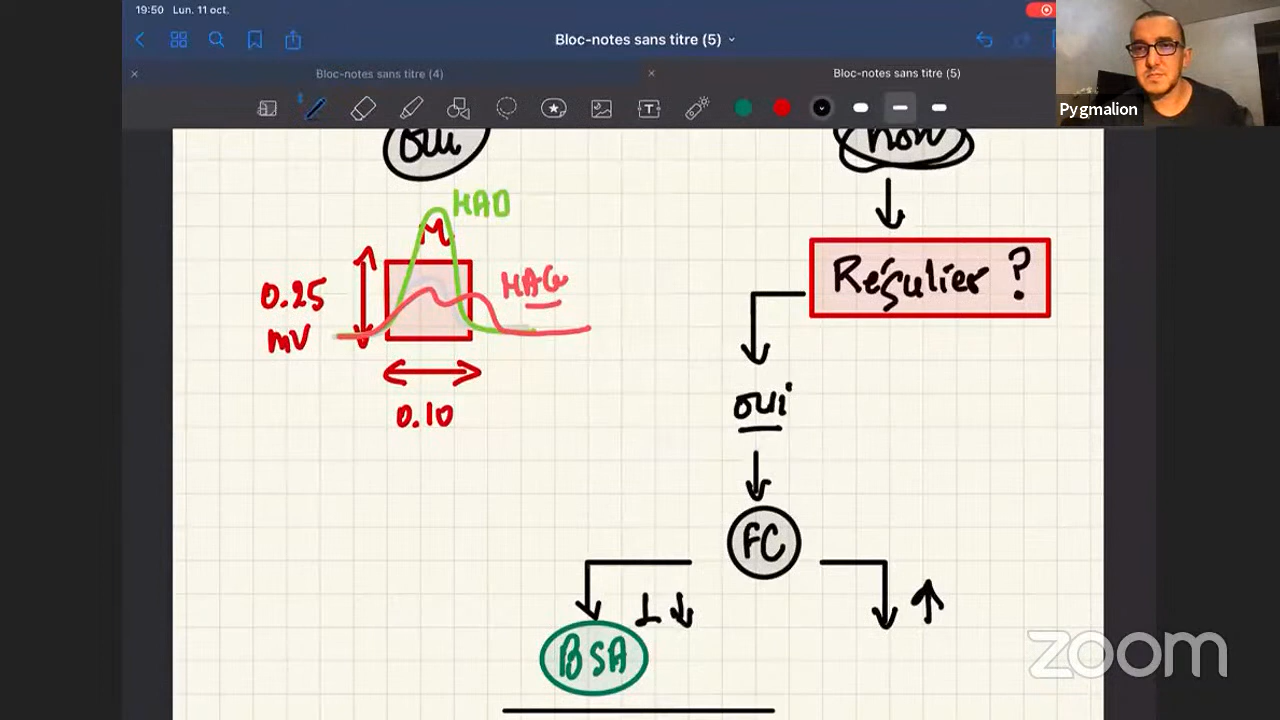 19:50 Lun. 11 oct.
Bloc-notes sans titre (5)
Bloc-notes sans titre (4)
Bloc-notes sans titre (5)
Pygmalion
oui
non
HAD
M
Régulier ?
0.25
mV
HAG
0.10
oui
FC
BSA
zoom